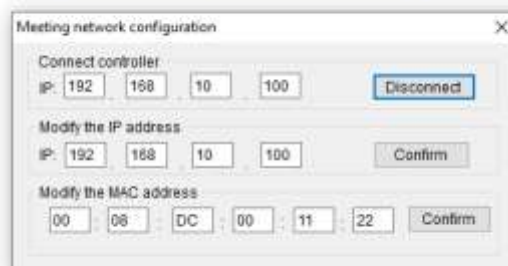 Meeting network configuration
Connect controller
IP: 192 . 168 . 10 . 100 Disconnect
Modify the IP address
IP: 192 . 168 . 10 . 100 Confirm
Modify the MAC address
00 : 08 : DC : 00 : 11 : 22 Confirm